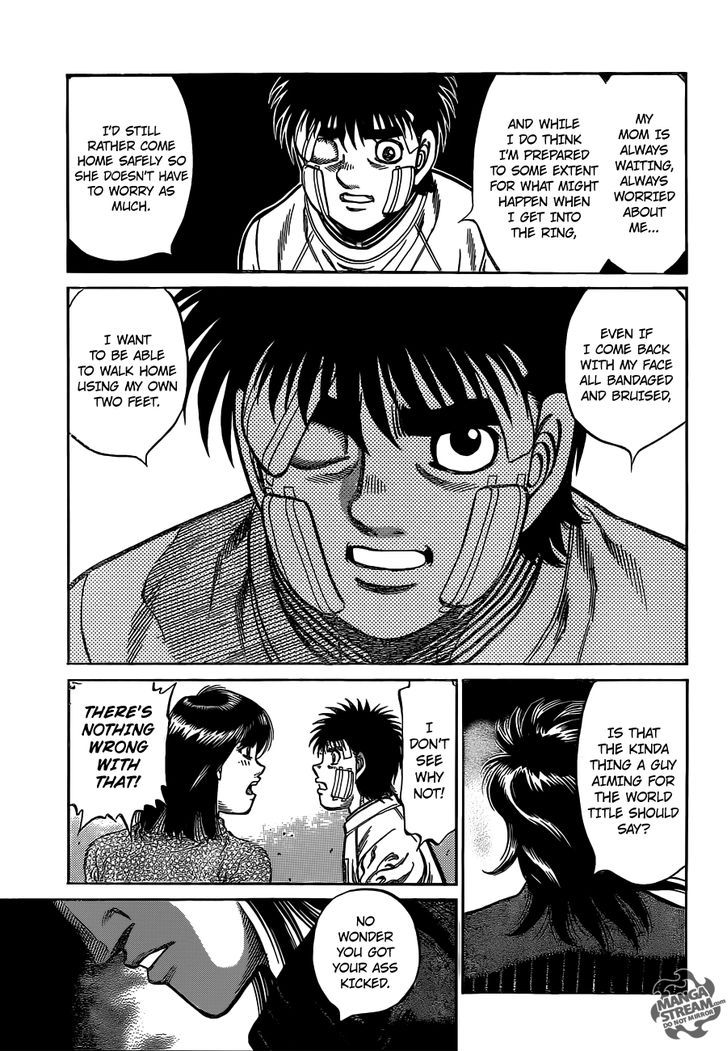 MY
MOM IS
ALWAYS
WAITING,
ALWAYS
WORRIED
ABOUT
ME...
AND WHILE
I DO THINK
I'M PREPARED
TO SOME EXTENT
FOR WHAT MIGHT
HAPPEN WHEN
I GET INTO
THE RING,
I'D STILL
RATHER COME
HOME SAFELY SO
SHE DOESN'T HAVE
TO WORRY AS
MUCH.
EVEN IF
I COME BACK
WITH MY FACE
ALL BANDAGED
AND BRUISED,
I WANT
TO BE ABLE
TO WALK HOME
USING MY OWN
TWO FEET.
IS THAT
THE KINDA
THING A GUY
AIMING FOR
THE WORLD
TITLE SHOULD
SAY?
I
DON'T
SEE
WHY
NOT!
THERE'S
NOTHING
WRONG
WITH
THAT!
NO
WONDER
YOU GOT
YOUR ASS
KICKED.
MANGA
STREAM.COM
DO NOT MIRROR